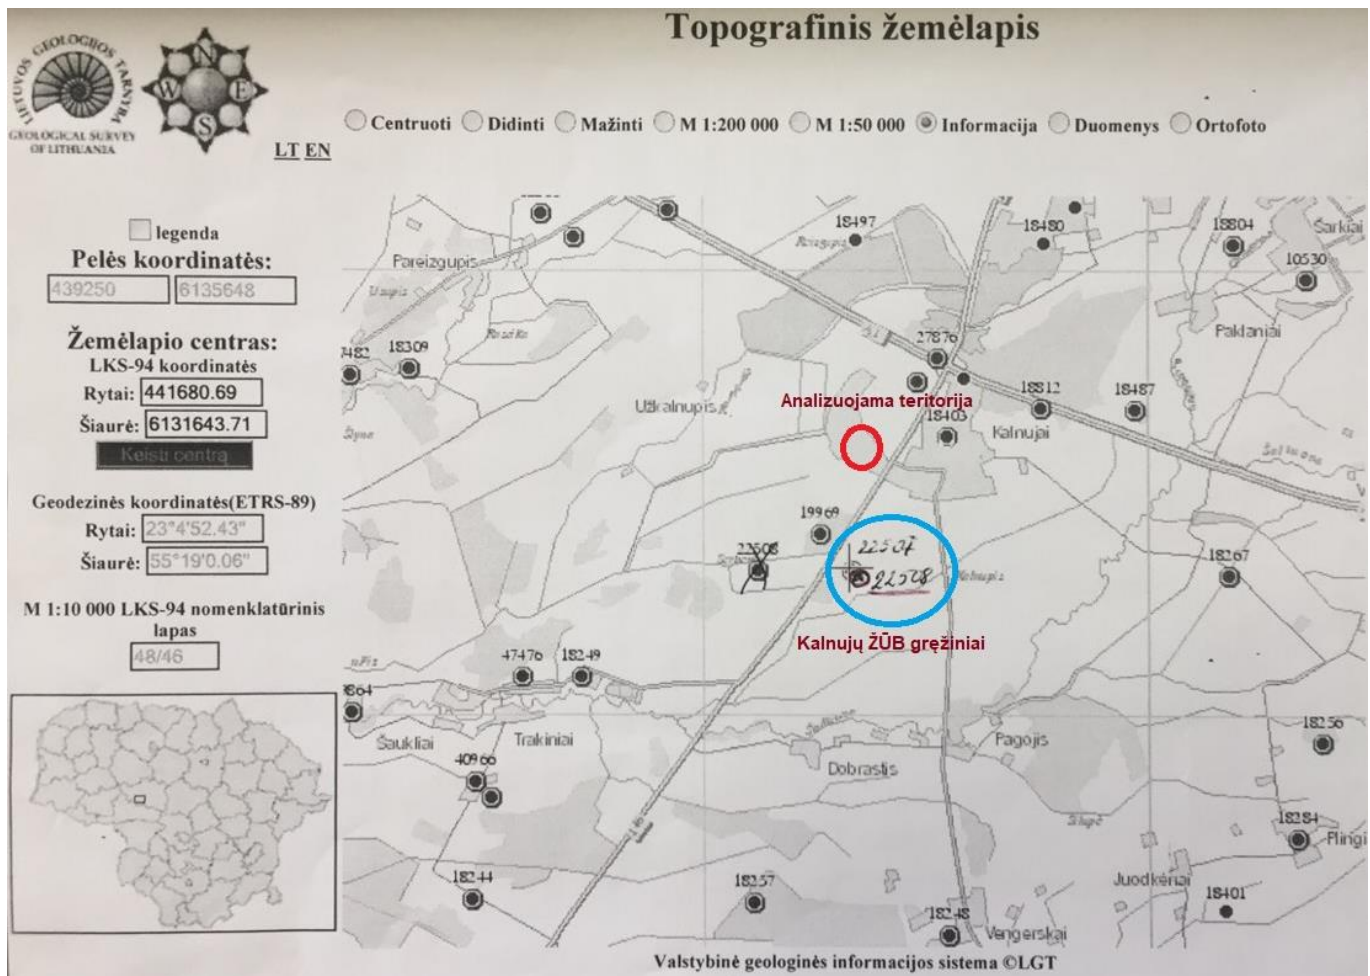 Topografinis žemėlapis
LIETUVOS GEOLOGIJOS TARNYBA
GEOLOGICAL SURVEY
OF LITHUANIA
N
W E
S
LT EN
Centruoti Didinti Mažinti M 1:200 000 M 1:50 000 Informacija Duomenys Ortofoto
legenda
Pelės koordinatės:
439250 6135648
Žemėlapio centras:
LKS-94 koordinatės
Rytai: 441680.69
Šiaurė: 6131643.71
Keisti centrą
Geodezinės koordinatės(ETRS-89)
Rytai: 23°4'52.43"
Šiaurė: 55°19'0.06"
M 1:10 000 LKS-94 nomenklatūrinis
lapas
48/46
18497
18480
18804
Šarkiai
Pareizgupis
10530
Paklaniai
27876
7482
18309
18812
18487
Analizuojama teritorija
Užkalnupis
18403
Kalnujai
19969
22507
22508
22508
18267
Kalnujų ŽŪB gręžiniai
47476
18249
864
18256
Šaukliai
Trakiniai
Pagojis
40966
Dobrastis
18284
Plingi
Juodkėnai
18244
18257
18401
18248
Vengerskai
Valstybinė geologinės informacijos sistema ©LGT